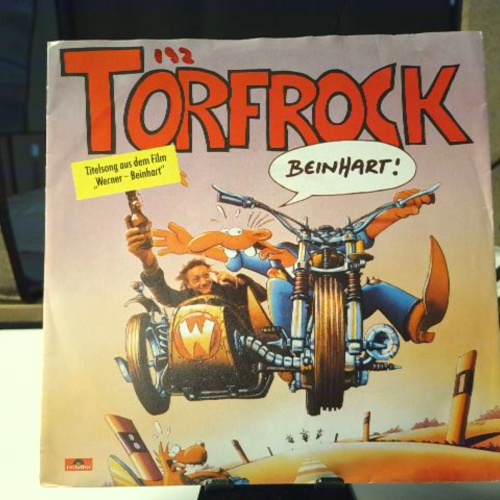 192
TORFROCK
Titelsong aus dem Film
„Werner – Beinhart"
BEINHART!
W